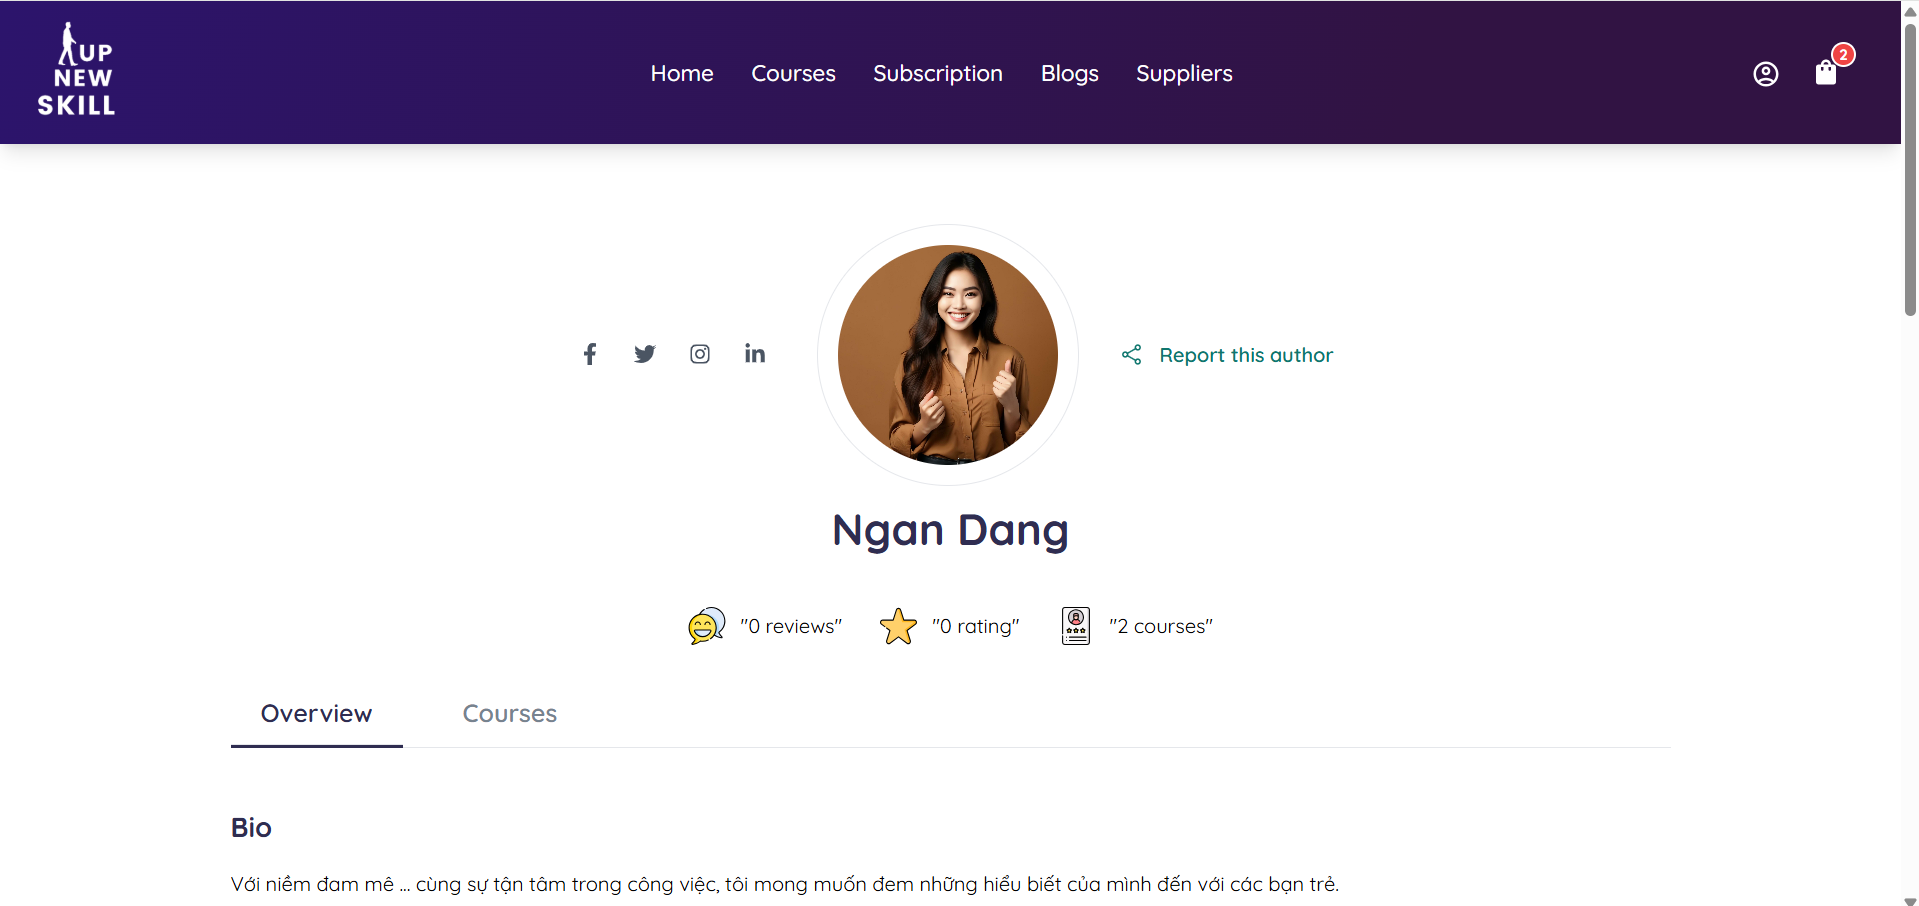 UP
NEW
SKILL
Home Courses Subscription Blogs Suppliers
2
Report this author
Ngan Dang
"0 reviews" "0 rating" "2 courses"
Overview Courses
Bio
Với niềm đam mê ... cùng sự tận tâm trong công việc, tôi mong muốn đem những hiểu biết của mình đến với các bạn trẻ.